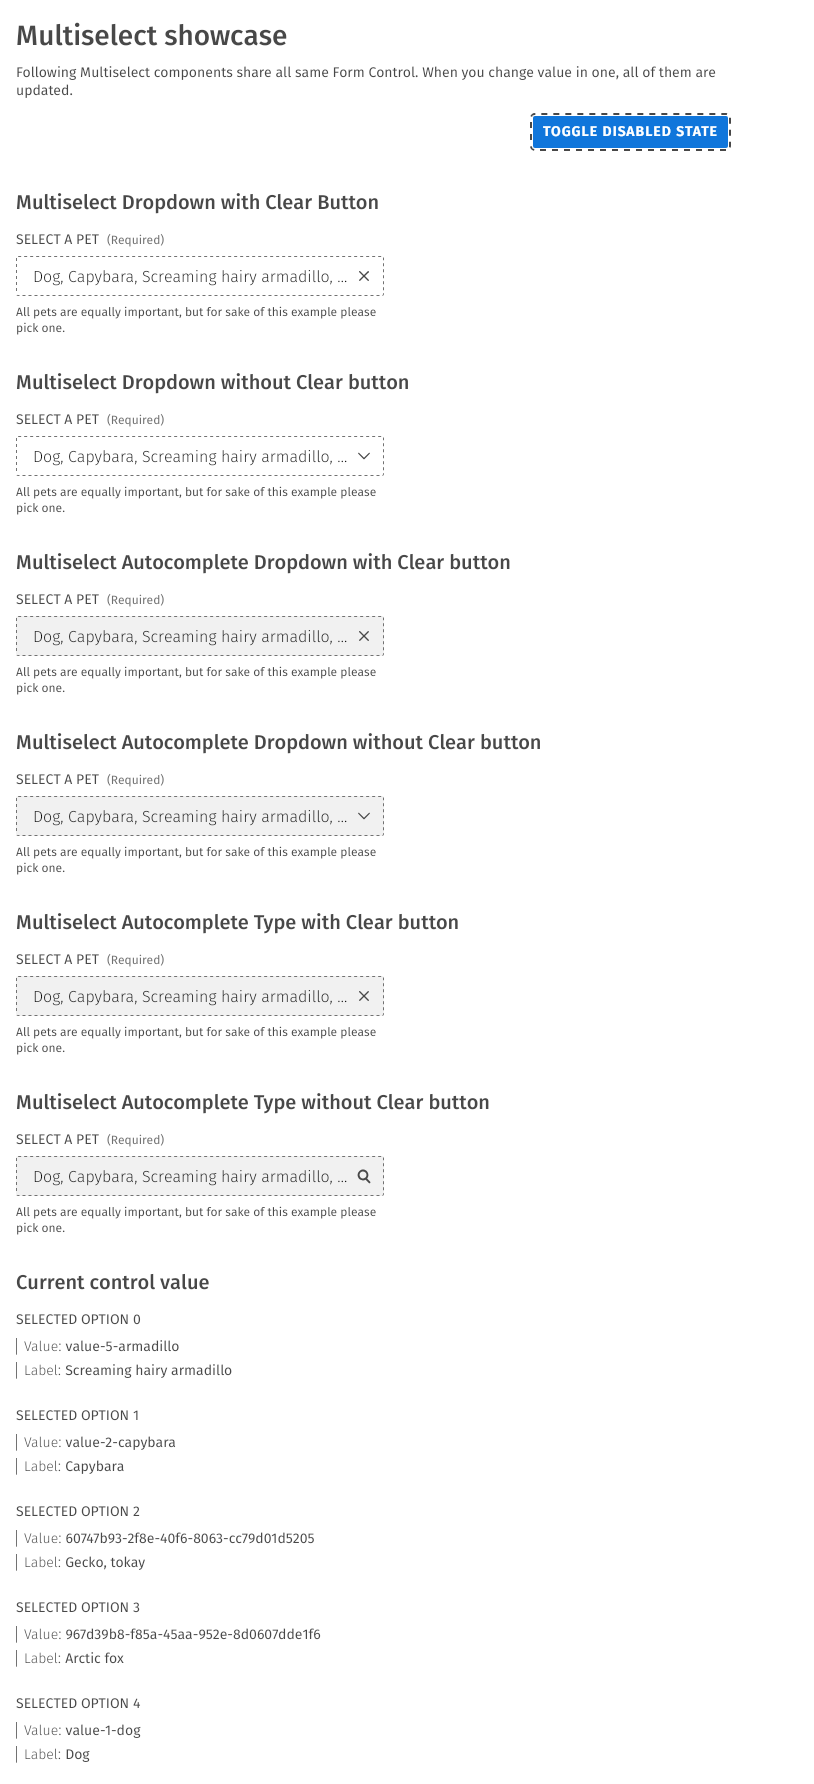 Multiselect showcase
Following Multiselect components share all same Form Control. When you change value in one, all of them are
updated.
TOGGLE DISABLED STATE
Multiselect Dropdown with Clear Button
SELECT A PET (Required)
Dog, Capybara, Screaming hairy armadillo, ...
All pets are equally important, but for sake of this example please
pick one.
Multiselect Dropdown without Clear button
SELECT A PET (Required)
Dog, Capybara, Screaming hairy armadillo, ...
All pets are equally important, but for sake of this example please
pick one.
Multiselect Autocomplete Dropdown with Clear button
SELECT A PET (Required)
Dog, Capybara, Screaming hairy armadillo, ...
All pets are equally important, but for sake of this example please
pick one.
Multiselect Autocomplete Dropdown without Clear button
SELECT A PET (Required)
Dog, Capybara, Screaming hairy armadillo, ...
All pets are equally important, but for sake of this example please
pick one.
Multiselect Autocomplete Type with Clear button
SELECT A PET (Required)
Dog, Capybara, Screaming hairy armadillo, ...
All pets are equally important, but for sake of this example please
pick one.
Multiselect Autocomplete Type without Clear button
SELECT A PET (Required)
Dog, Capybara, Screaming hairy armadillo, ...
All pets are equally important, but for sake of this example please
pick one.
Current control value
SELECTED OPTION 0
Value: value-5-armadillo
Label: Screaming hairy armadillo
SELECTED OPTION 1
Value: value-2-capybara
Label: Capybara
SELECTED OPTION 2
Value: 60747b93-2f8e-40f6-8063-cc79d01d5205
Label: Gecko, tokay
SELECTED OPTION 3
Value: 967d39b8-f85a-45aa-952e-8d0607dde1f6
Label: Arctic fox
SELECTED OPTION 4
Value: value-1-dog
Label: Dog